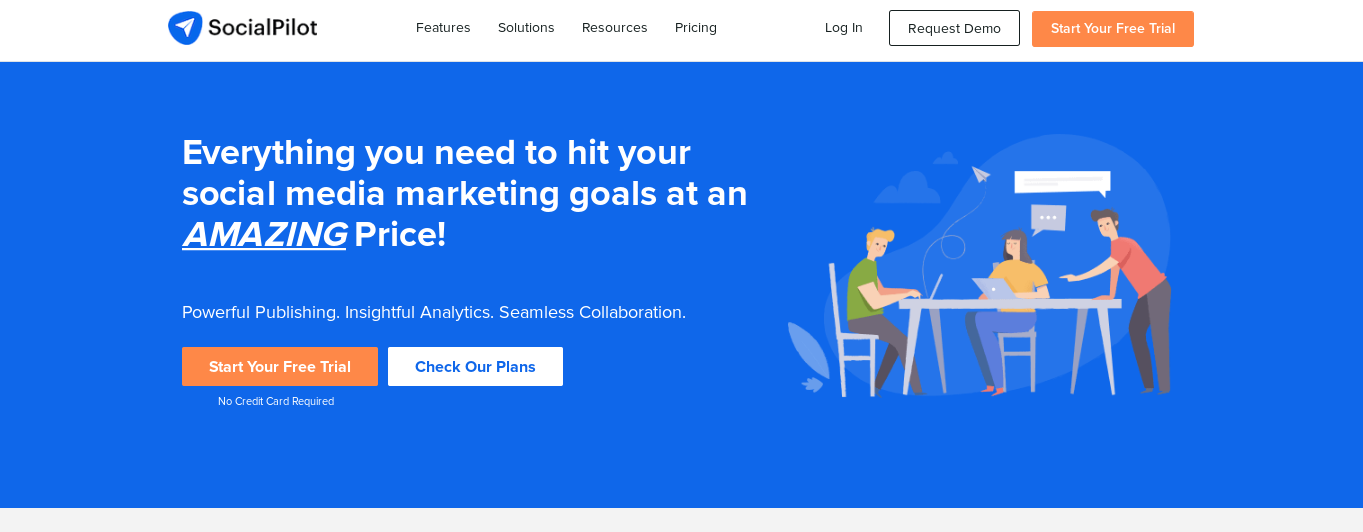 SocialPilot
Features Solutions Resources Pricing Log In Request Demo Start Your Free Trial
Everything you need to hit your
social media marketing goals at an
AMAZING Price!
Powerful Publishing. Insightful Analytics. Seamless Collaboration.
Start Your Free Trial Check Our Plans
No Credit Card Required